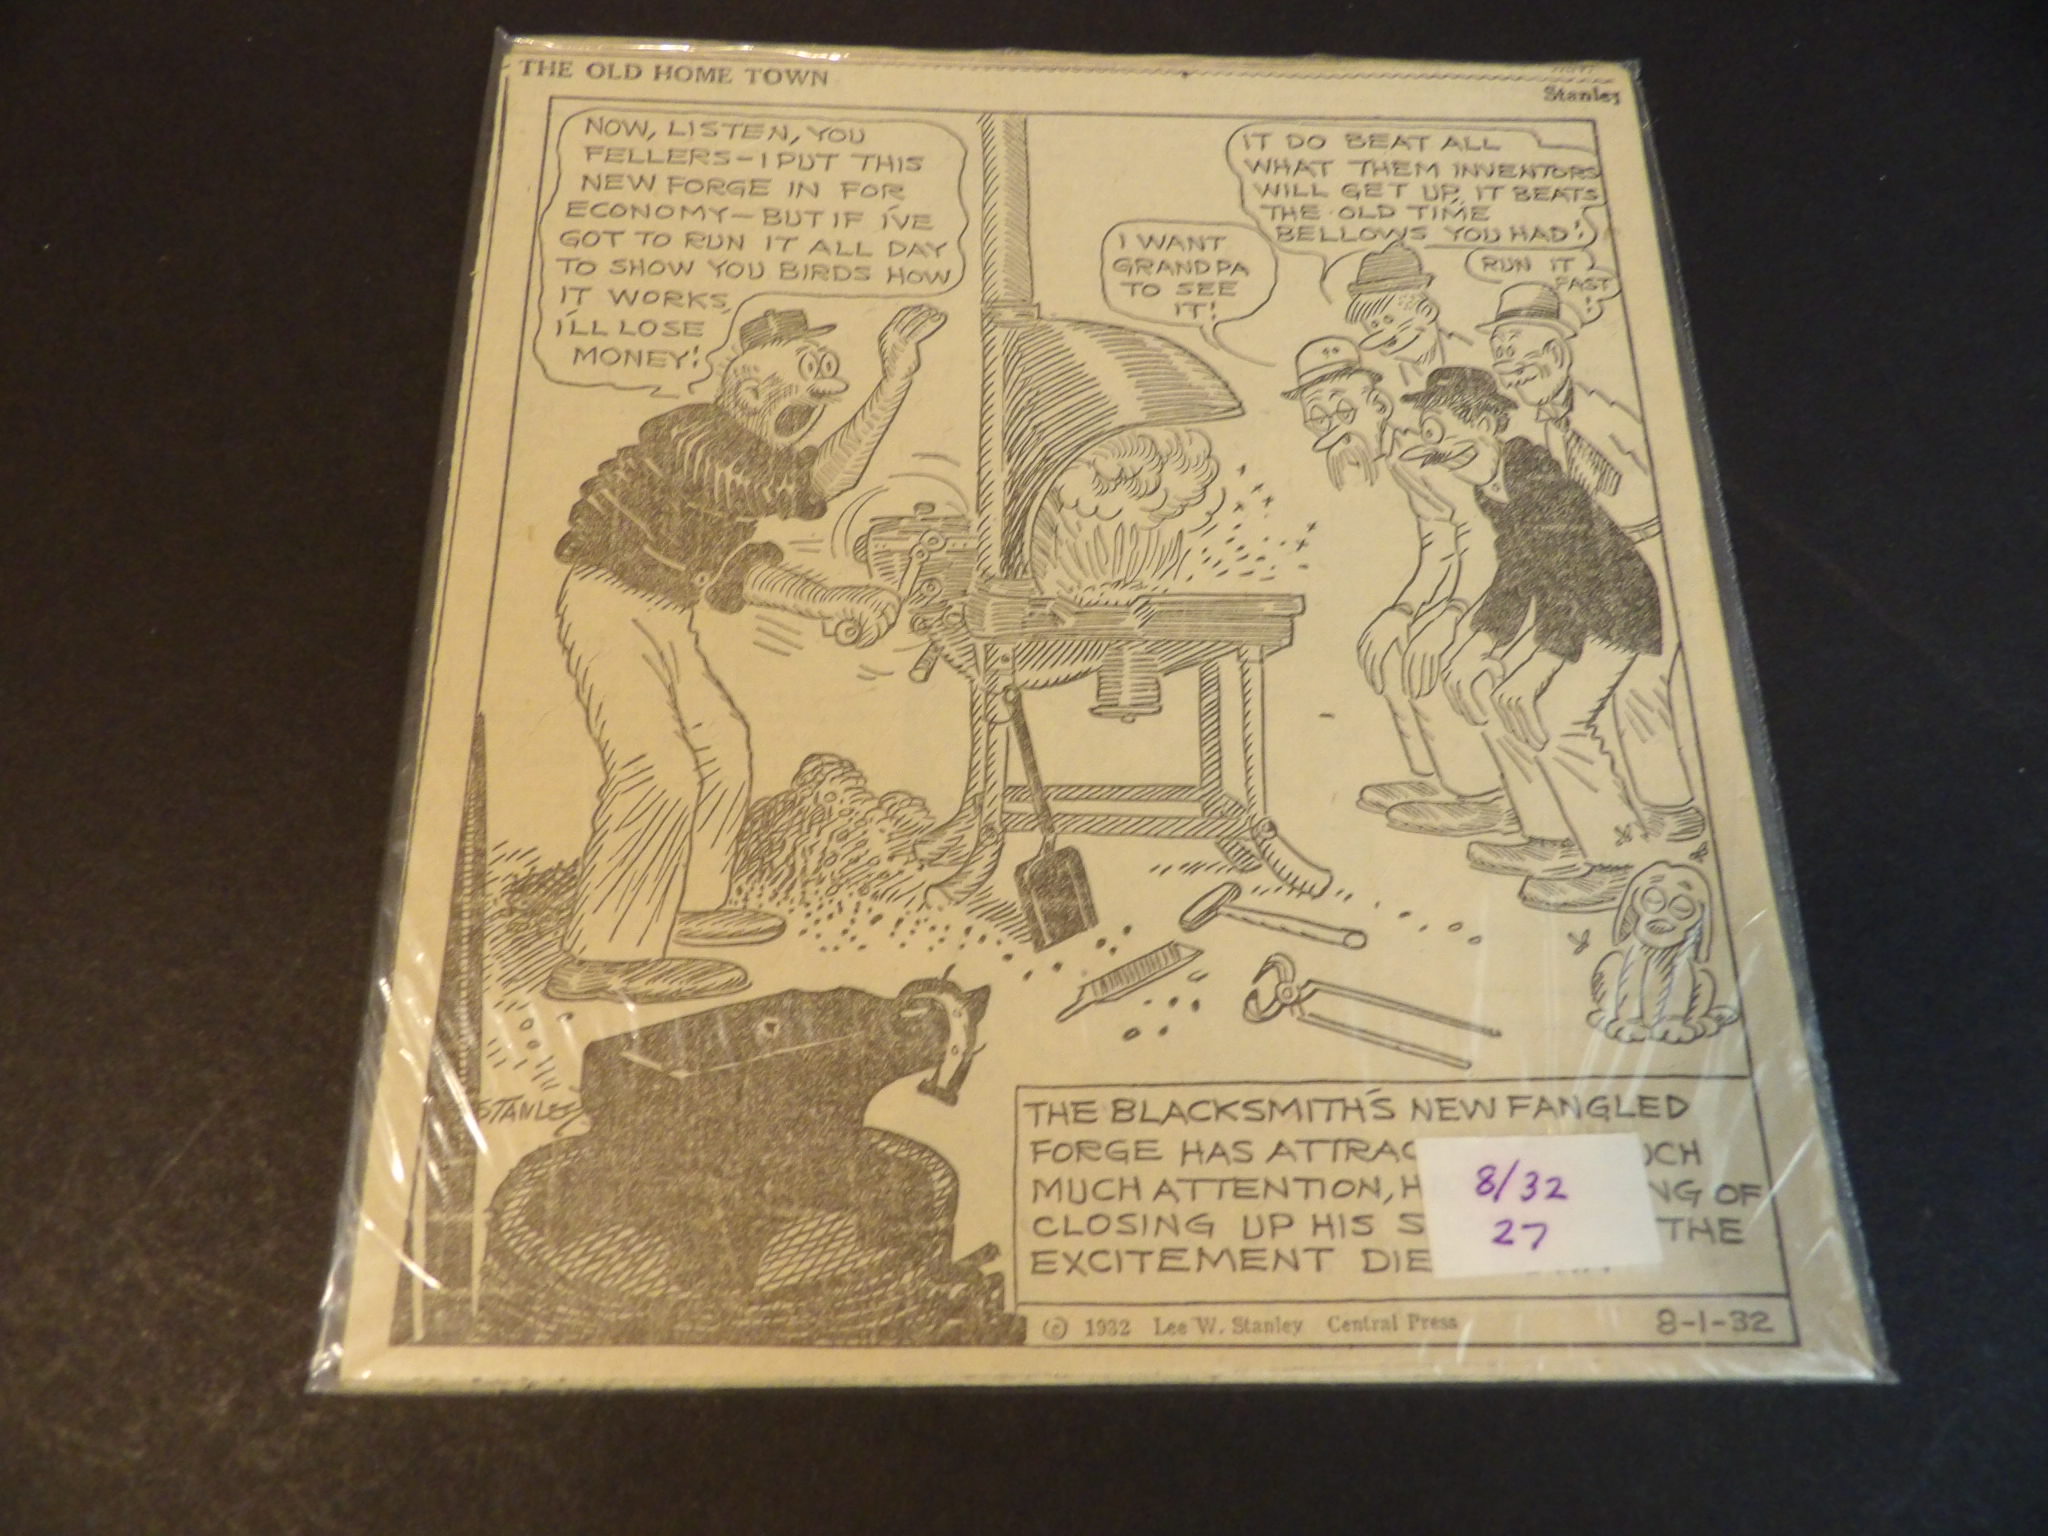 THE OLD HOME TOWN
Stanley
NOW, LISTEN, YOU
FELLERS—I PUT THIS
NEW FORGE IN FOR
ECONOMY—BUT IF I'VE
GOT TO RUN IT ALL DAY
TO SHOW YOU BIRDS HOW
IT WORKS,
I'LL LOSE
MONEY!
I WANT
GRANDPA
TO SEE
IT!
IT DO BEAT ALL
WHAT THEM INVENTORS
WILL GET UP, IT BEATS
THE OLD TIME
BELLOWS YOU HAD!
RUN IT
FAST
!
STANLEY
THE BLACKSMITH'S NEW FANGLED
FORGE HAS ATTRAC OCH
MUCH ATTENTION, H NG OF
CLOSING UP HIS S THE
EXCITEMENT DIE
8/32
27
© 1932 Lee W. Stanley Central Press
8-1-32